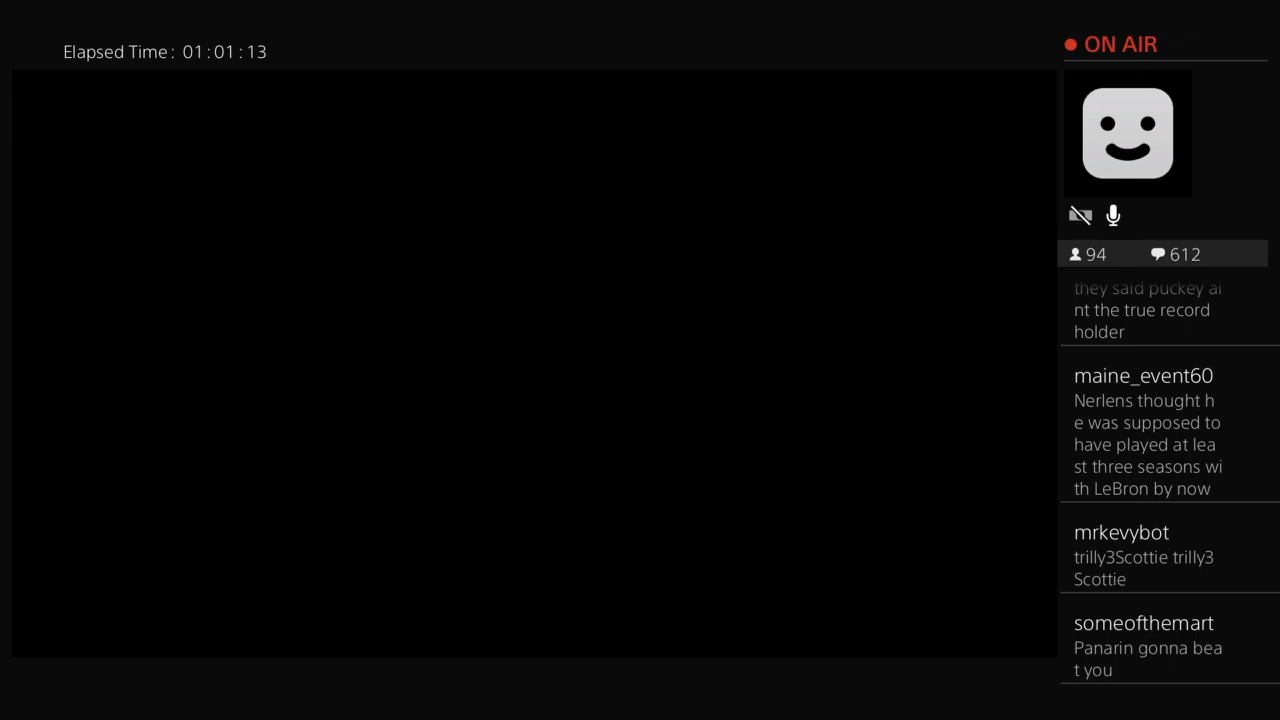 Elapsed Time: 01:01:13
ON AIR
94 612
they said puckey ai
nt the true record
holder
maine_event60
Nerlens thought h
e was supposed to
have played at lea
st three seasons wi
th LeBron by now
mrkevybot
trilly3Scottie trilly3
Scottie
someofthemart
Panarin gonna bea
t you